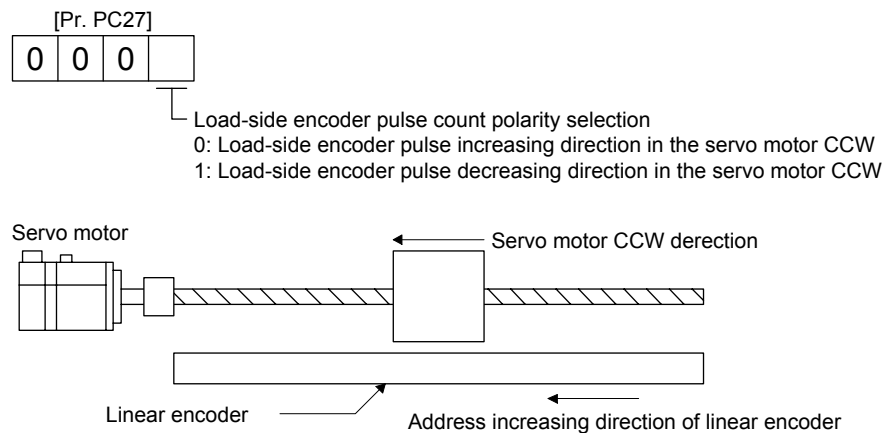 [Pr. PC27]
0 0 0
Load-side encoder pulse count polarity selection
0: Load-side encoder pulse increasing direction in the servo motor CCW
1: Load-side encoder pulse decreasing direction in the servo motor CCW
Servo motor
Servo motor CCW derection
Linear encoder
Address increasing direction of linear encoder